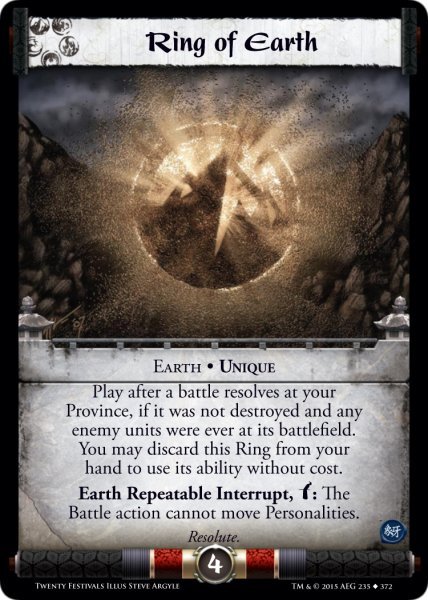 Ring of Earth
Earth • Unique
Play after a battle resolves at your
Province, if it was not destroyed and any
enemy units were ever at its battlefield.
You may discard this Ring from your
hand to use its ability without cost.
Earth Repeatable Interrupt, : The
Battle action cannot move Personalities.
Resolute.
4
Twenty Festivals Illus Steve Argyle
TM & © 2015 AEG 235 ◆ 372